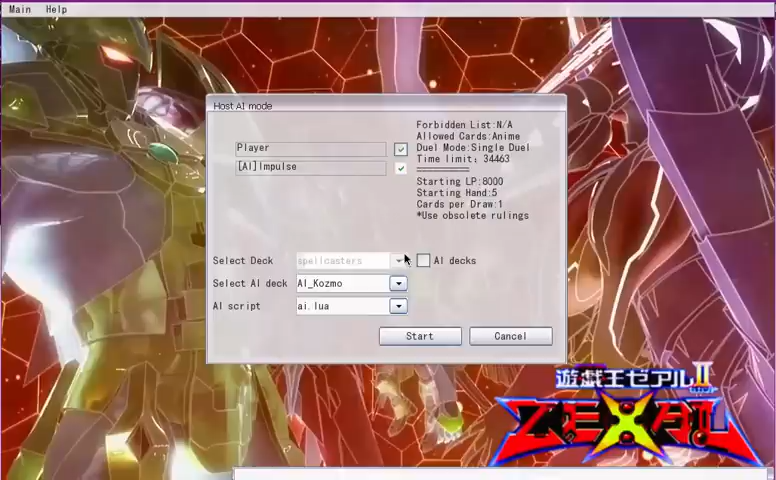 Main Help
Host AI mode
Player
[AI]Impulse
Forbidden List:N/A
Allowed Cards:Anime
Duel Mode:Single Duel
Time limit: 34463
==========
Starting LP:8000
Starting Hand:5
Cards per Draw:1
*Use obsolete rulings
Select Deck spellcasters AI decks
Select AI deck AI_Kozmo
AI script ai.lua
Start Cancel
遊戯王ゼアルⅡ
ZEXAL